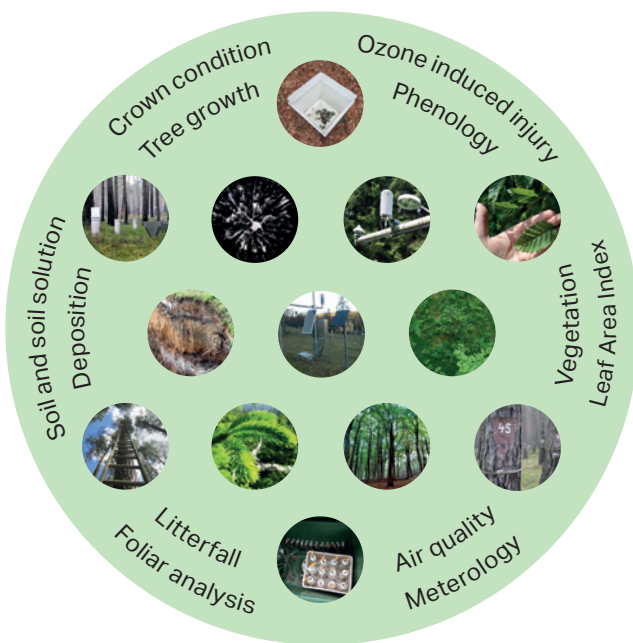 Crown condition
Tree growth
Ozone induced injury
Phenology
Soil and soil solution
Deposition
Vegetation
Leaf Area Index
45
Litterfall
Foliar analysis
Air quality
Meterology